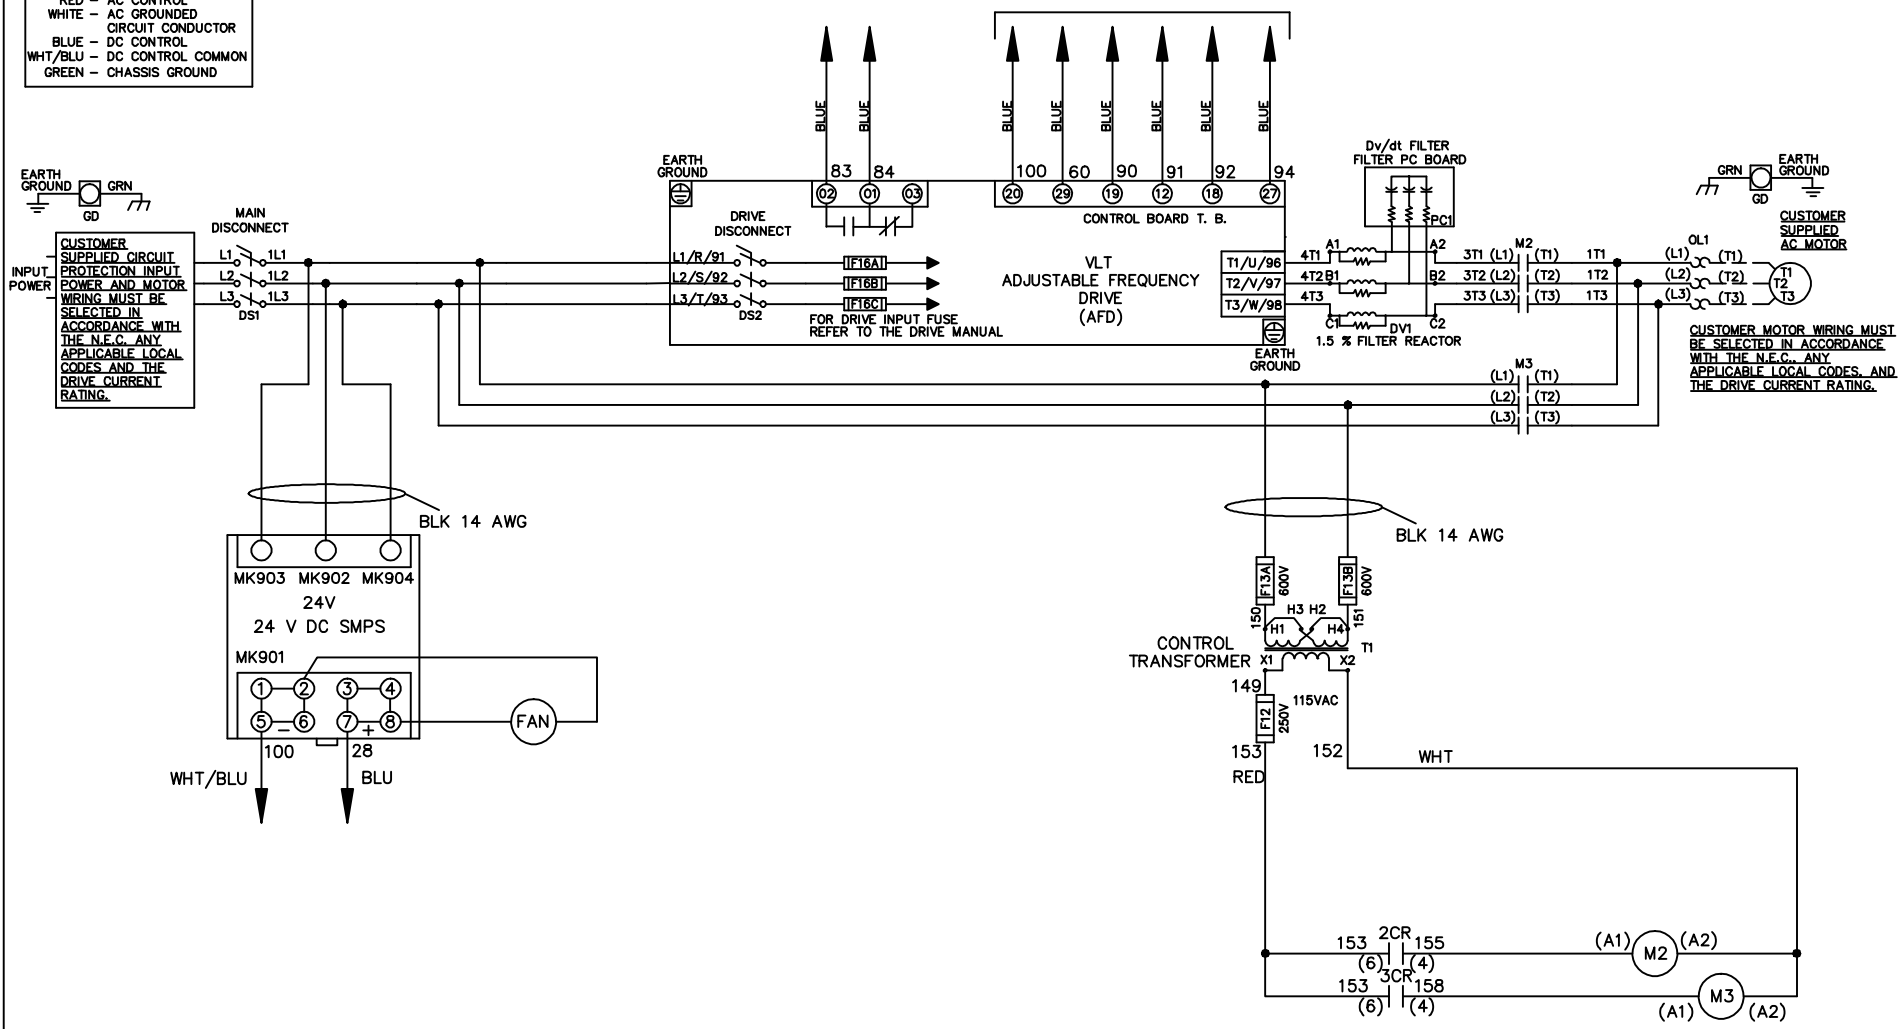 RED – AC CONTROL
WHITE – AC GROUNDED
CIRCUIT CONDUCTOR
BLUE – DC CONTROL
WHT/BLU – DC CONTROL COMMON
GREEN – CHASSIS GROUND
BLUE
BLUE
BLUE
BLUE
BLUE
BLUE
BLUE
BLUE
83
84
100
60
90
91
92
94
02
01
03
20
29
19
12
18
27
CONTROL BOARD T. B.
EARTH
GROUND
GRN
GD
INPUT
POWER
CUSTOMER
SUPPLIED CIRCUIT
PROTECTION INPUT
POWER AND MOTOR
WIRING MUST BE
SELECTED IN
ACCORDANCE WITH
THE N.E.C. ANY
APPLICABLE LOCAL
CODES AND THE
DRIVE CURRENT
RATING.
MAIN
DISCONNECT
L1 1L1
L2 1L2
L3 1L3
DS1
EARTH
GROUND
DRIVE
DISCONNECT
L1/R/91
L2/S/92
L3/T/93
DS2
F16A
F16B
F16C
FOR DRIVE INPUT FUSE
REFER TO THE DRIVE MANUAL
VLT
ADJUSTABLE FREQUENCY
DRIVE
(AFD)
T1/U/96
T2/V/97
T3/W/98
EARTH
GROUND
4T1
4T2
4T3
Dv/dt FILTER
FILTER PC BOARD
PC1
A1 A2
B1 B2
C1 C2
DV1
1.5 % FILTER REACTOR
M2
3T1 (L1) (T1) 1T1
3T2 (L2) (T2) 1T2
3T3 (L3) (T3) 1T3
OL1
(L1) (T1)
(L2) (T2)
(L3) (T3)
T1
T2
T3
GRN
GD
EARTH
GROUND
CUSTOMER
SUPPLIED
AC MOTOR
CUSTOMER MOTOR WIRING MUST
BE SELECTED IN ACCORDANCE
WITH THE N.E.C., ANY
APPLICABLE LOCAL CODES, AND
THE DRIVE CURRENT RATING.
M3
(L1) (T1)
(L2) (T2)
(L3) (T3)
BLK 14 AWG
MK903 MK902 MK904
24V
24 V DC SMPS
MK901
1 2 3 4
5 – 6 7 + 8
FAN
100
28
WHT/BLU
BLU
BLK 14 AWG
F13A
600V
F13B
600V
150
151
H3 H2
H1 H4
T1
CONTROL
TRANSFORMER
X1 X2
149
115VAC
F12
250V
153
152
RED
WHT
2CR
153 155
(6) (4)
(A1) M2 (A2)
3CR
153 158
(6) (4)
(A1) M3 (A2)